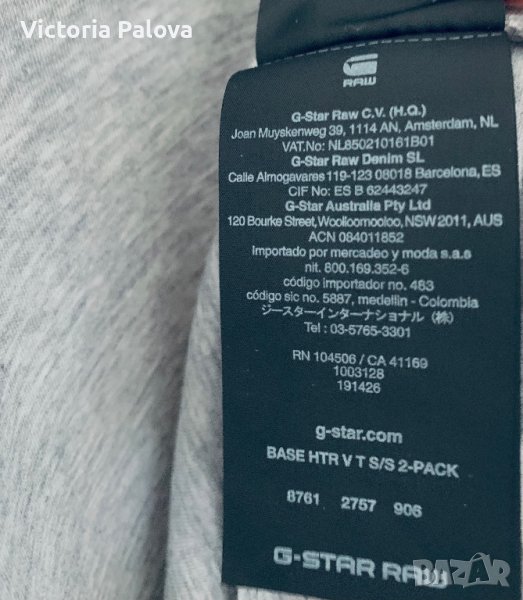 Victoria Palova
RAW
G-Star Raw C.V. (H.Q.)
Joan Muyskenweg 39, 1114 AN, Amsterdam, NL
VAT.No: NL850210161B01
G-Star Raw Denim SL
Calle Almogavares 119-123 08018 Barcelona, ES
CIF No: ES B 62443247
G-Star Australia Pty Ltd
120 Bourke Street, Woolloomooloo, NSW 2011, AUS
ACN 084011852
Importado por mercadeo y moda s.a.s
nit. 800.169.352-6
código importador no. 463
código sic no. 5887, medellin - Colombia
ジースターインターナショナル（株）
Tel : 03-5765-3301
RN 104506 / CA 41169
1003128
191426
g-star.com
BASE HTR V T S/S 2-PACK
8761 2757 906
G-STAR RAW
БАЗАР
bazar.bg